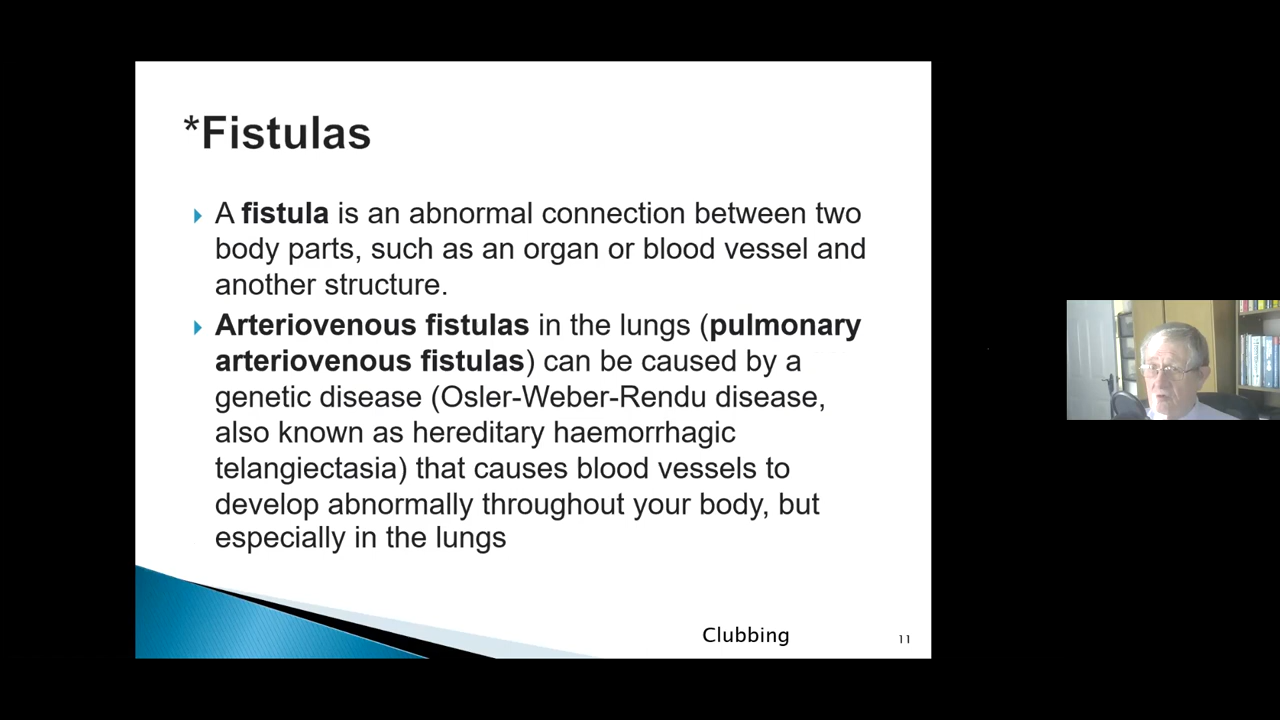 *Fistulas
A fistula is an abnormal connection between two
body parts, such as an organ or blood vessel and
another structure.
Arteriovenous fistulas in the lungs (pulmonary
arteriovenous fistulas) can be caused by a
genetic disease (Osler-Weber-Rendu disease,
also known as hereditary haemorrhagic
telangiectasia) that causes blood vessels to
develop abnormally throughout your body, but
especially in the lungs
Clubbing
11